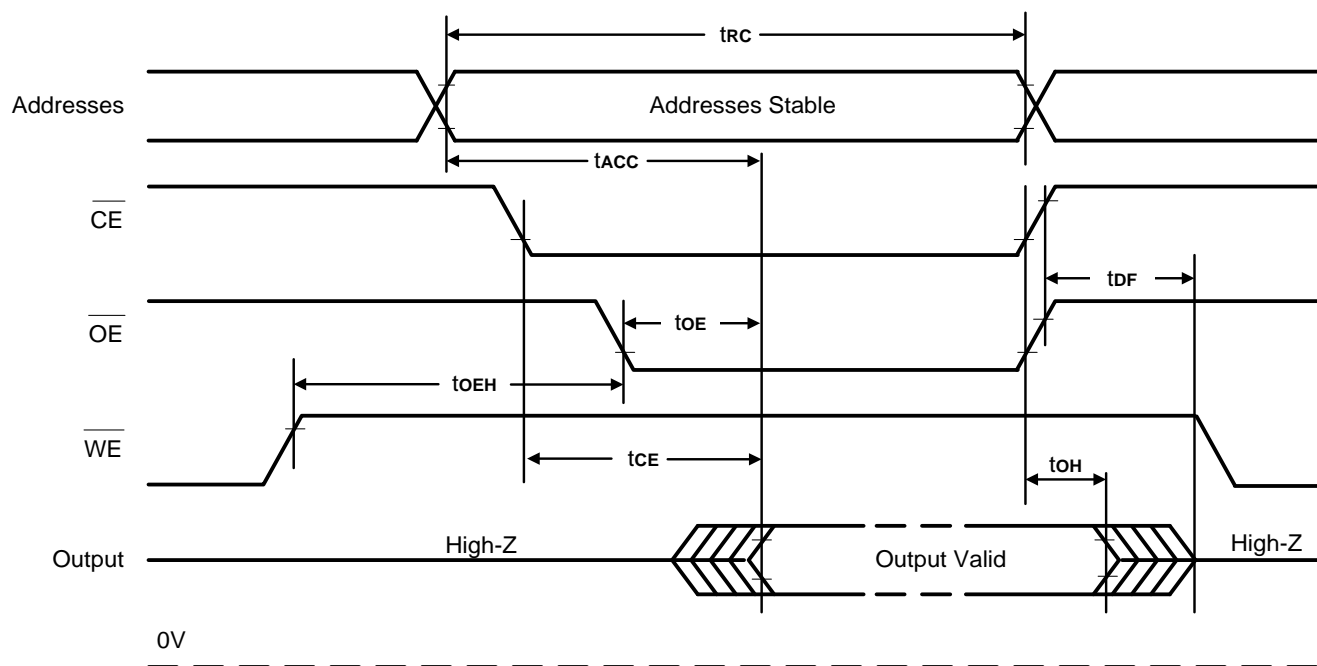 tRC
Addresses
Addresses Stable
tACC
CE
tDF
OE
tOE
tOEH
WE
tCE
tOH
High-Z
High-Z
Output
Output Valid
0V